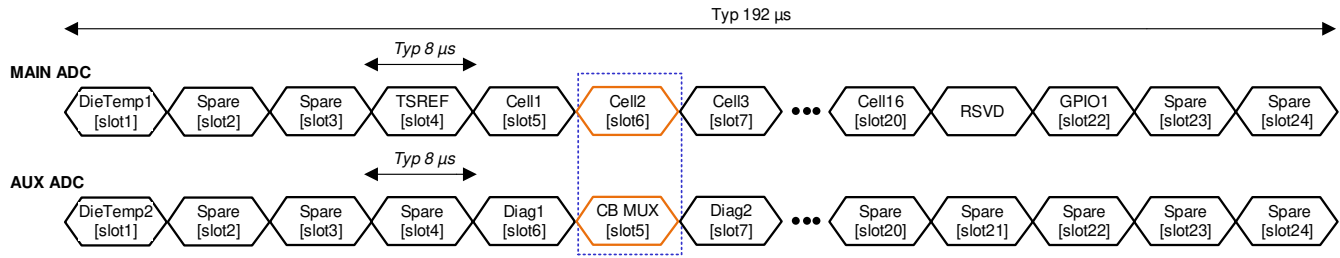 Typ 192 µs
Typ 8 µs
MAIN ADC
DieTemp1 [slot1]
Spare [slot2]
Spare [slot3]
TSREF [slot4]
Cell1 [slot5]
Cell2 [slot6]
Cell3 [slot7]
●●●
Cell16 [slot20]
RSVD
GPIO1 [slot22]
Spare [slot23]
Spare [slot24]
Typ 8 µs
AUX ADC
DieTemp2 [slot1]
Spare [slot2]
Spare [slot3]
Spare [slot4]
Diag1 [slot6]
CB MUX [slot5]
Diag2 [slot7]
●●●
Spare [slot20]
Spare [slot21]
Spare [slot22]
Spare [slot23]
Spare [slot24]